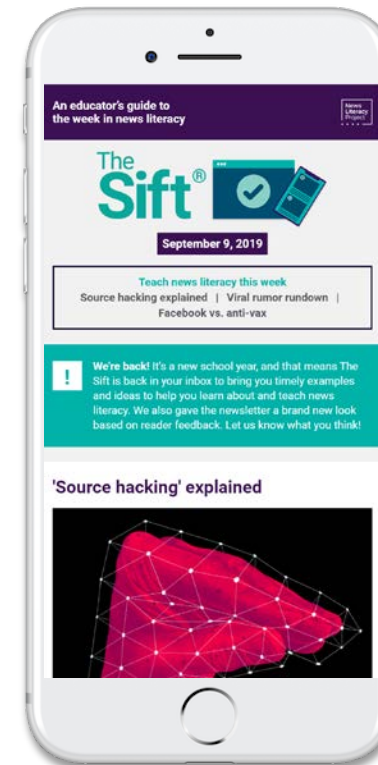 An educator's guide to
the week in news literacy
News
Literacy
Project
The
Sift®
September 9, 2019
Teach news literacy this week
Source hacking explained | Viral rumor rundown |
Facebook vs. anti-vax
! We're back! It's a new school year, and that means The
Sift is back in your inbox to bring you timely examples
and ideas to help you learn about and teach news
literacy. We also gave the newsletter a brand new look
based on reader feedback. Let us know what you think!
'Source hacking' explained